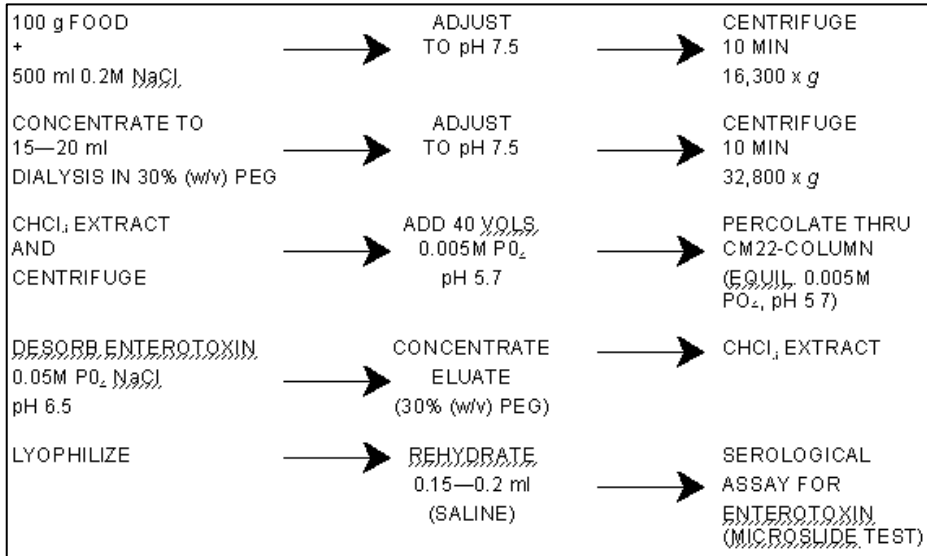 100 g FOOD
+
500 ml 0.2M NaCl
ADJUST
TO pH 7.5
CENTRIFUGE
10 MIN
16,300 x g
CONCENTRATE TO
15—20 ml
DIALYSIS IN 30% (w/v) PEG
ADJUST
TO pH 7.5
CENTRIFUGE
10 MIN
32,800 x g
CHCl₃ EXTRACT
AND
CENTRIFUGE
ADD 40 VOLS.
0.005M P0₄
pH 5.7
PERCOLATE THRU
CM22-COLUMN
(EQUIL. 0.005M
PO₄, pH 5 7)
DESORB ENTEROTOXIN
0.05M P0₄ NaCl
pH 6.5
CONCENTRATE
ELUATE
(30% (w/v) PEG)
CHCl₃ EXTRACT
LYOPHILIZE
REHYDRATE
0.15—0.2 ml
(SALINE)
SEROLOGICAL
ASSAY FOR
ENTEROTOXIN
(MICROSLIDE TEST)